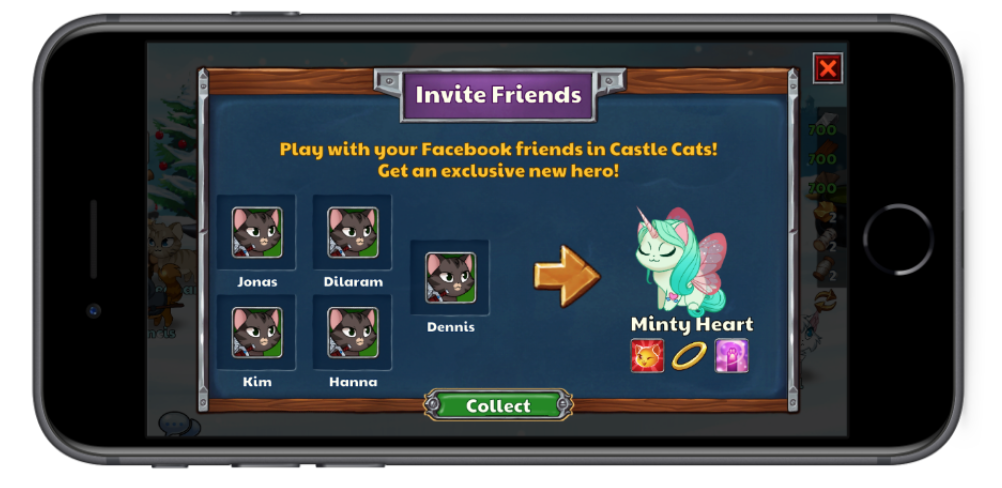 Invite Friends
Play with your Facebook friends in Castle Cats!
Get an exclusive new hero!
Jonas
Dilaram
Dennis
Kim
Hanna
Minty Heart
Collect
700
700
700
2
2
2